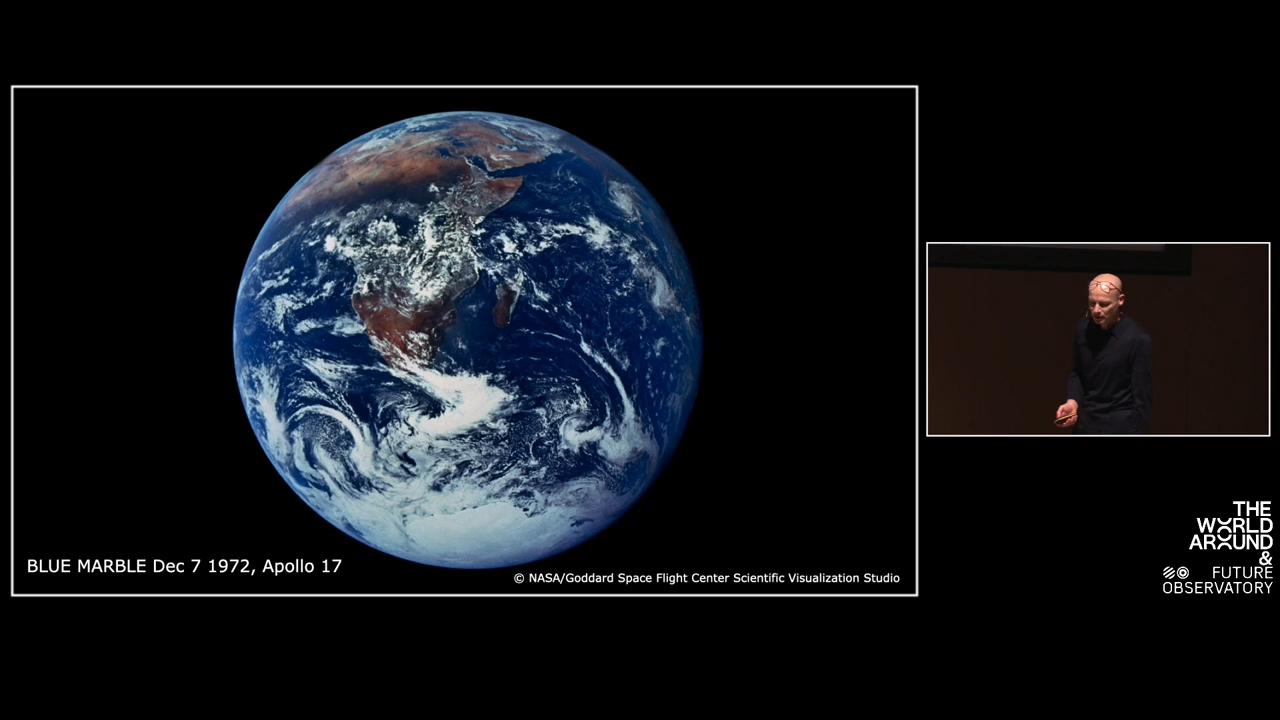 BLUE MARBLE Dec 7 1972, Apollo 17
© NASA/Goddard Space Flight Center Scientific Visualization Studio
THE
WORLD
AROUND
&
FUTURE
OBSERVATORY